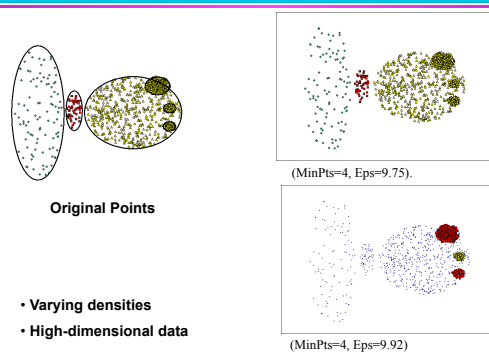 (MinPts=4, Eps=9.75).
Original Points
• Varying densities
• High-dimensional data
(MinPts=4, Eps=9.92)